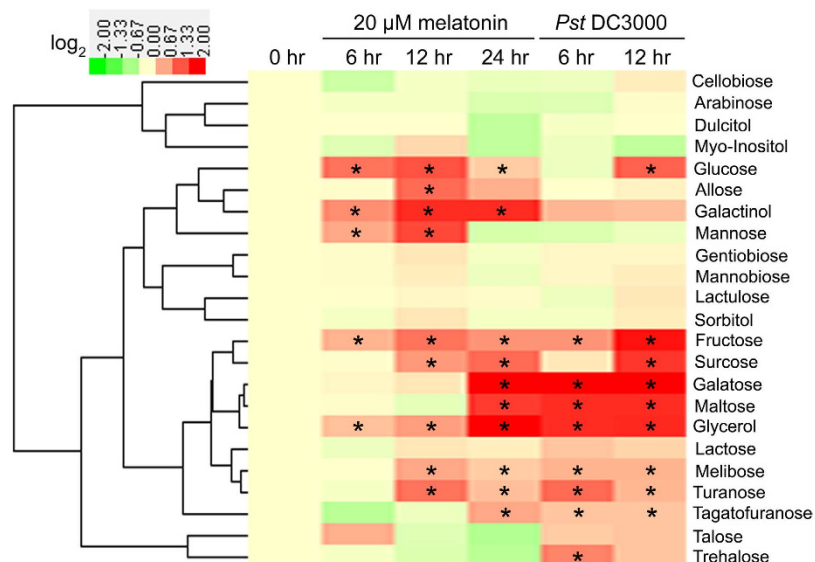 log2
-2.00
-1.33
-0.67
0.00
0.67
1.33
2.00
20 µM melatonin Pst DC3000
0 hr 6 hr 12 hr 24 hr 6 hr 12 hr
Cellobiose
Arabinose
Dulcitol
Myo-Inositol
* * * * Glucose
* Allose
* * * Galactinol
* * Mannose
Gentiobiose
Mannobiose
Lactulose
Sorbitol
* * * * * Fructose
* * * Surcose
* * * Galatose
* * * Maltose
* * * * * Glycerol
Lactose
* * * * Melibose
* * * * Turanose
* * * Tagatofuranose
Talose
* Trehalose